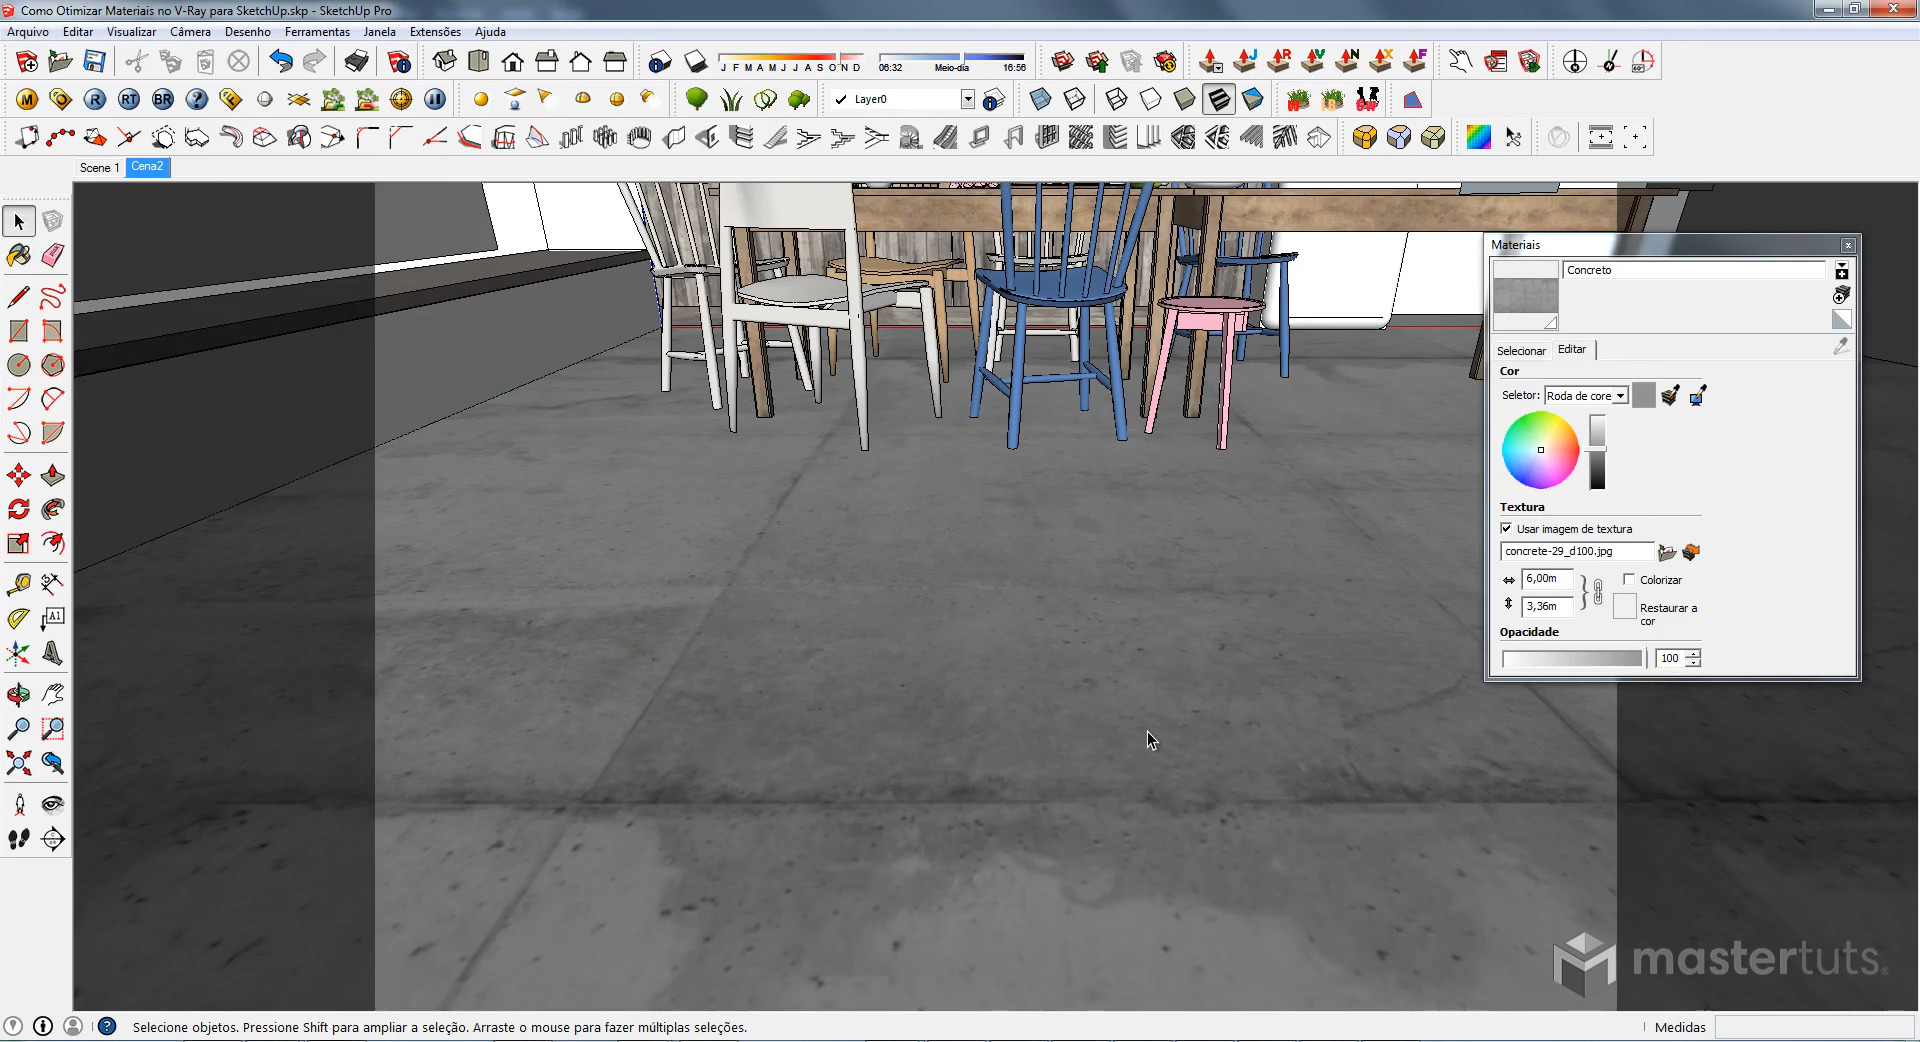 Como Otimizar Materiais no V-Ray para SketchUp.skp - SketchUp Pro
Arquivo Editar Visualizar Câmera Desenho Ferramentas Janela Extensões Ajuda
J F M A M J J A S O N D
06:32 Meio-dia 16:56
J R V N X F
M O R RT BR ? F
Layer0
Scene 1 Cena2
Materiais
Concreto
Selecionar Editar
Cor
Seletor: Roda de core
Textura
Usar imagem de textura
concrete-29_d100.jpg
6,00m
Colorizar
3,36m
Restaurar a
cor
Opacidade
100
A1
mastertuts®
Selecione objetos. Pressione Shift para ampliar a seleção. Arraste o mouse para fazer múltiplas seleções.
Medidas